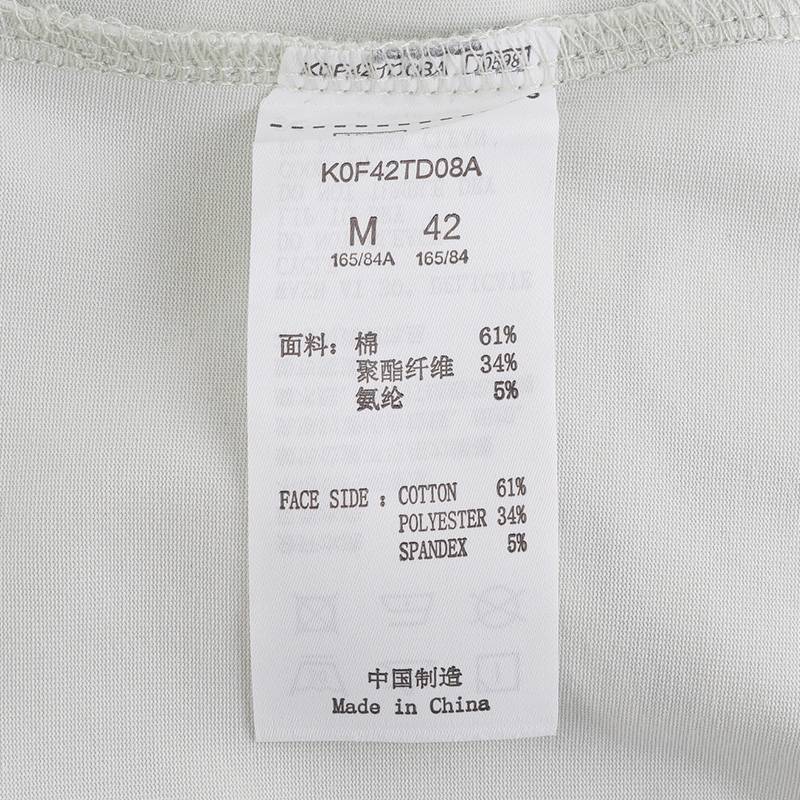 K0F42TD08A
M 42
165/84A 165/84
面料: 棉 61%
聚酯纤维 34%
氨纶 5%
FACE SIDE : COTTON 61%
POLYESTER 34%
SPANDEX 5%
中国制造
Made in China